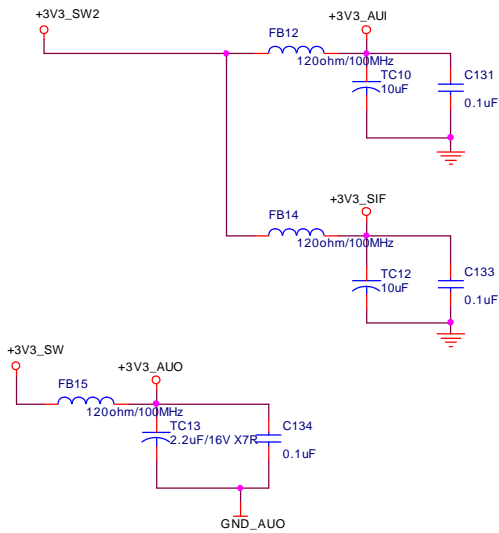 +3V3_SW2
+3V3_AUI
FB12
120ohm/100MHz
TC10
10uF
C131
0.1uF
+3V3_SIF
FB14
120ohm/100MHz
TC12
10uF
C133
0.1uF
+3V3_SW
+3V3_AUO
FB15
120ohm/100MHz
TC13
2.2uF/16V X7R
C134
0.1uF
GND_AUO